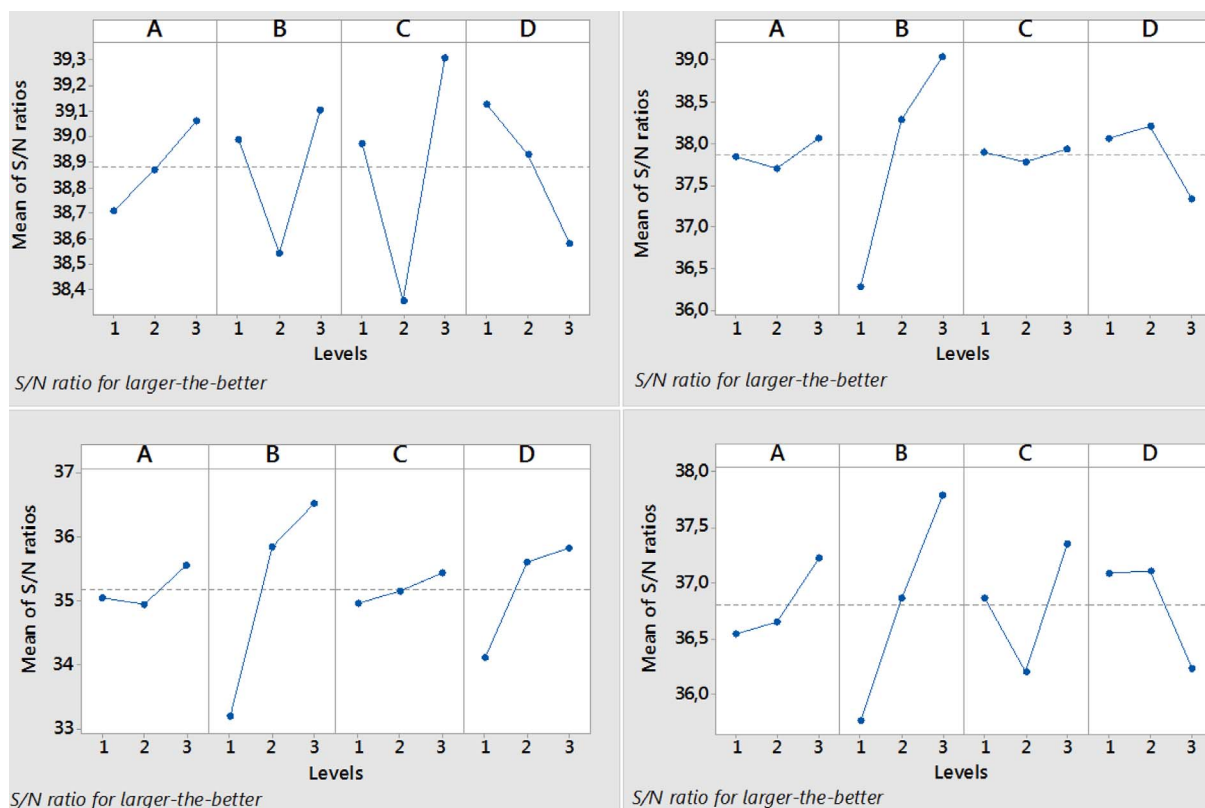 A B C D
39,3
39,2
39,1
39,0
38,9
38,8
38,7
38,6
38,5
38,4
Mean of S/N ratios
1 2 3 1 2 3 1 2 3 1 2 3
Levels
S/N ratio for larger-the-better
A B C D
39,0
38,5
38,0
37,5
37,0
36,5
36,0
Mean of S/N ratios
1 2 3 1 2 3 1 2 3 1 2 3
Levels
S/N ratio for larger-the-better
A B C D
37
36
35
34
33
Mean of S/N ratios
1 2 3 1 2 3 1 2 3 1 2 3
Levels
S/N ratio for larger-the-better
A B C D
38,0
37,5
37,0
36,5
36,0
Mean of S/N ratios
1 2 3 1 2 3 1 2 3 1 2 3
Levels
S/N ratio for larger-the-better